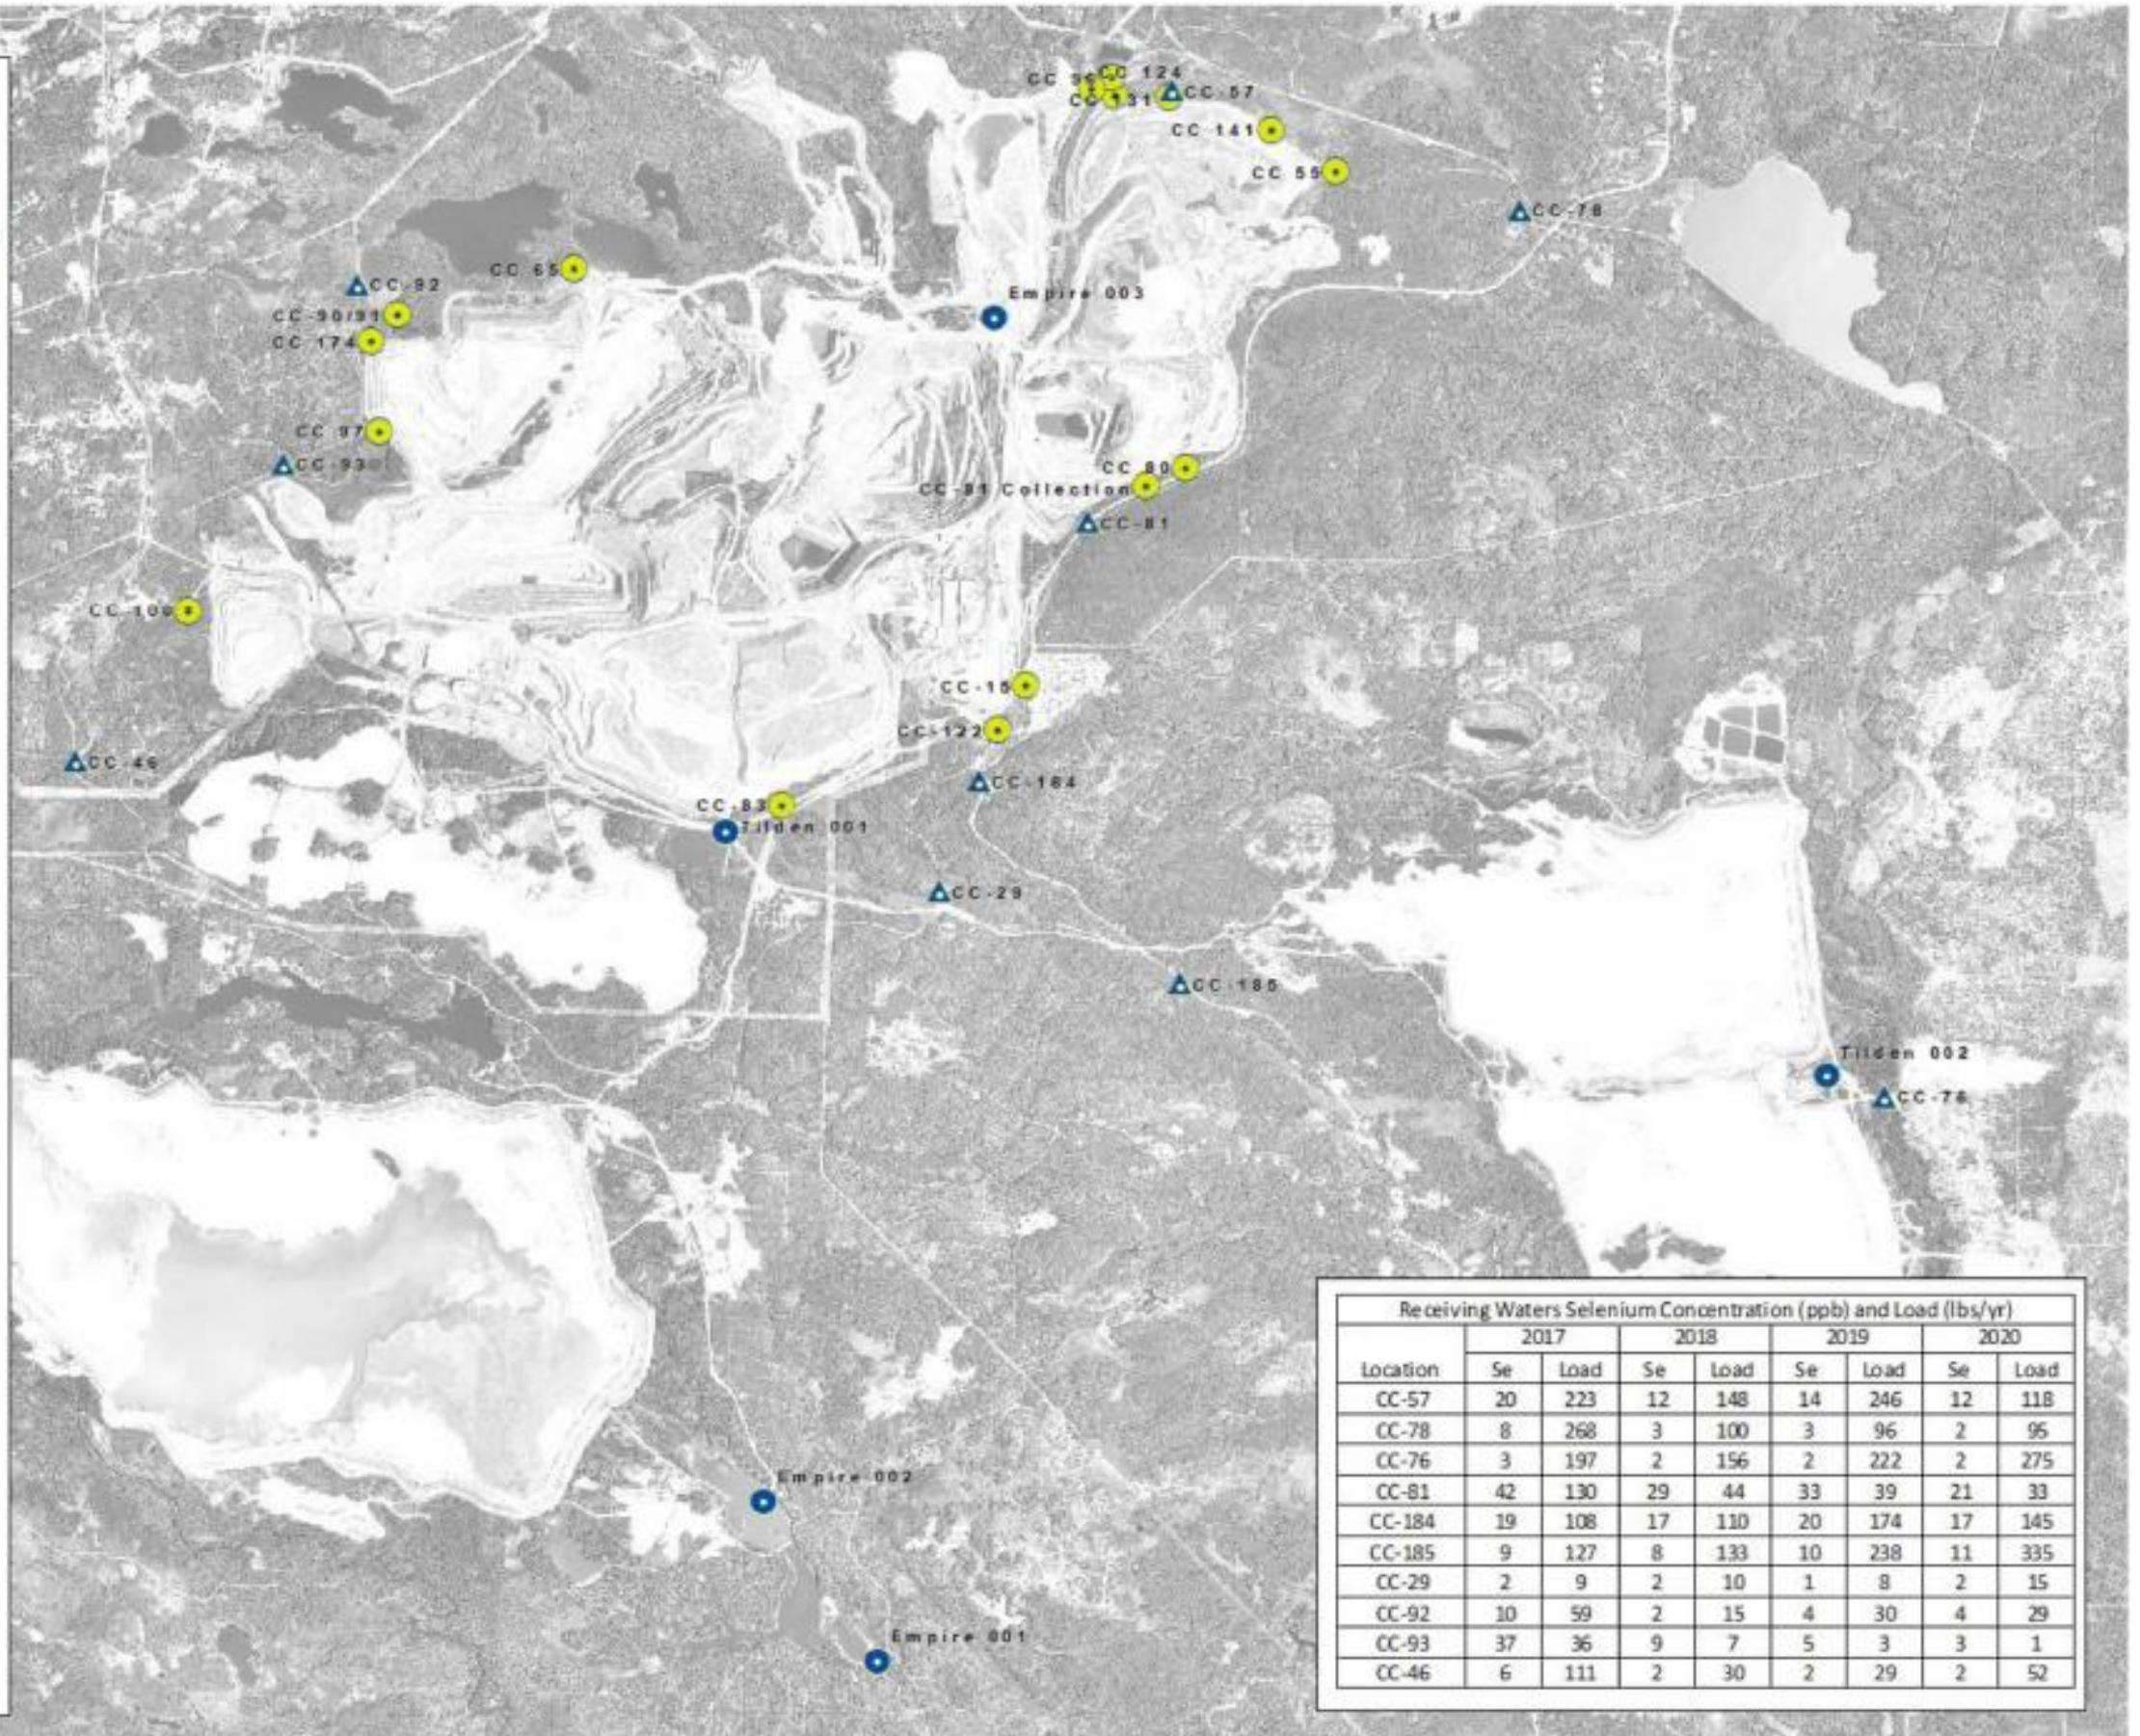 CC 124
CC-57
CC 131
CC 141
CC 55
CC-78
CC 65
CC-92
Empire 003
CC-90/91
CC 174
CC 97
CC-93
CC 80
CC-81 Collection
CC-81
CC-15
CC-122
CC-46
CC-184
CC-83
Tilden 001
CC-29
CC-185
Tilden 002
CC-76
Empire 002
Empire 001
Receiving Waters Selenium Concentration (ppb) and Load (lbs/yr)
2017 2018 2019 2020
Location Se Load Se Load Se Load Se Load
CC-57 20 223 12 148 14 246 12 118
CC-78 8 268 3 100 3 96 2 95
CC-76 3 197 2 156 2 222 2 275
CC-81 42 130 29 44 33 39 21 33
CC-184 19 108 17 110 20 174 17 145
CC-185 9 127 8 133 10 238 11 335
CC-29 2 9 2 10 1 8 2 15
CC-92 10 59 2 15 4 30 4 29
CC-93 37 36 9 7 5 3 3 1
CC-46 6 111 2 30 2 29 2 52